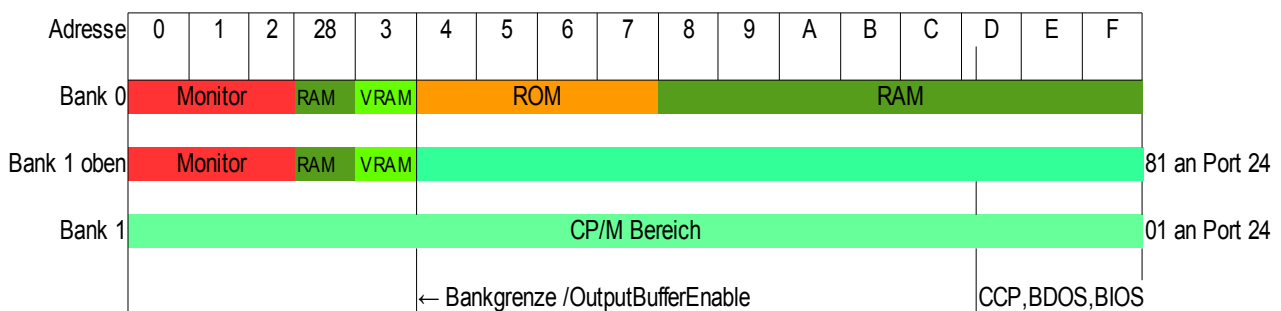 Adresse 0 1 2 28 3 4 5 6 7 8 9 A B C D E F
Bank 0 Monitor RAM VRAM ROM RAM
Bank 1 oben Monitor RAM VRAM 81 an Port 24
Bank 1 CP/M Bereich 01 an Port 24
← Bankgrenze /OutputBufferEnable CCP,BDOS,BIOS